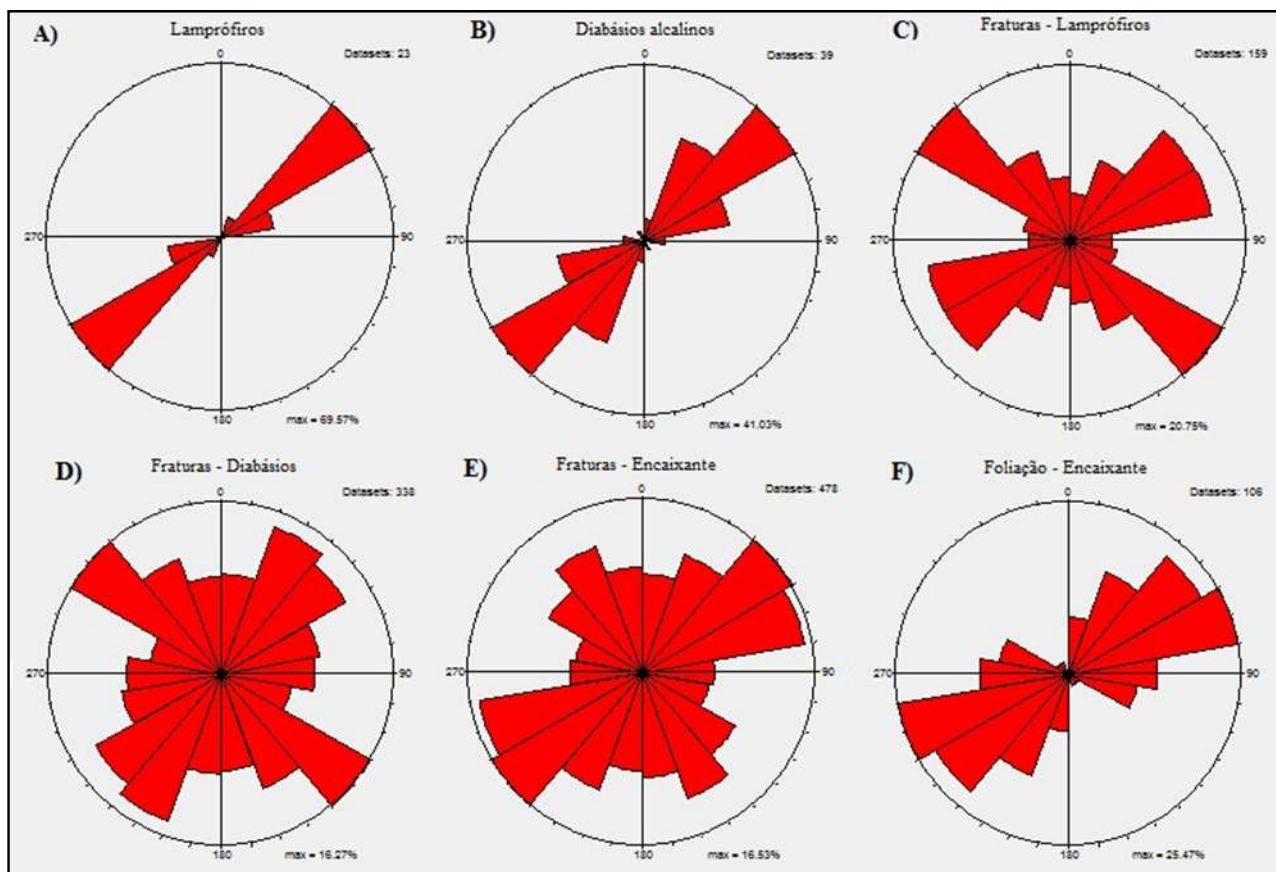 A)
Lamprófiros
Datasets: 23
0
270
90
180
max = 69.57%
B)
Diabásios alcalinos
Datasets: 39
0
270
90
180
max = 41.03%
C)
Fraturas - Lamprófiros
Datasets: 159
0
270
90
180
max = 20.75%
D)
Fraturas - Diabásios
Datasets: 338
0
270
90
180
max = 16.27%
E)
Fraturas - Encaixante
Datasets: 478
0
270
90
180
max = 16.53%
F)
Foliação - Encaixante
Datasets: 106
0
270
90
180
max = 25.47%